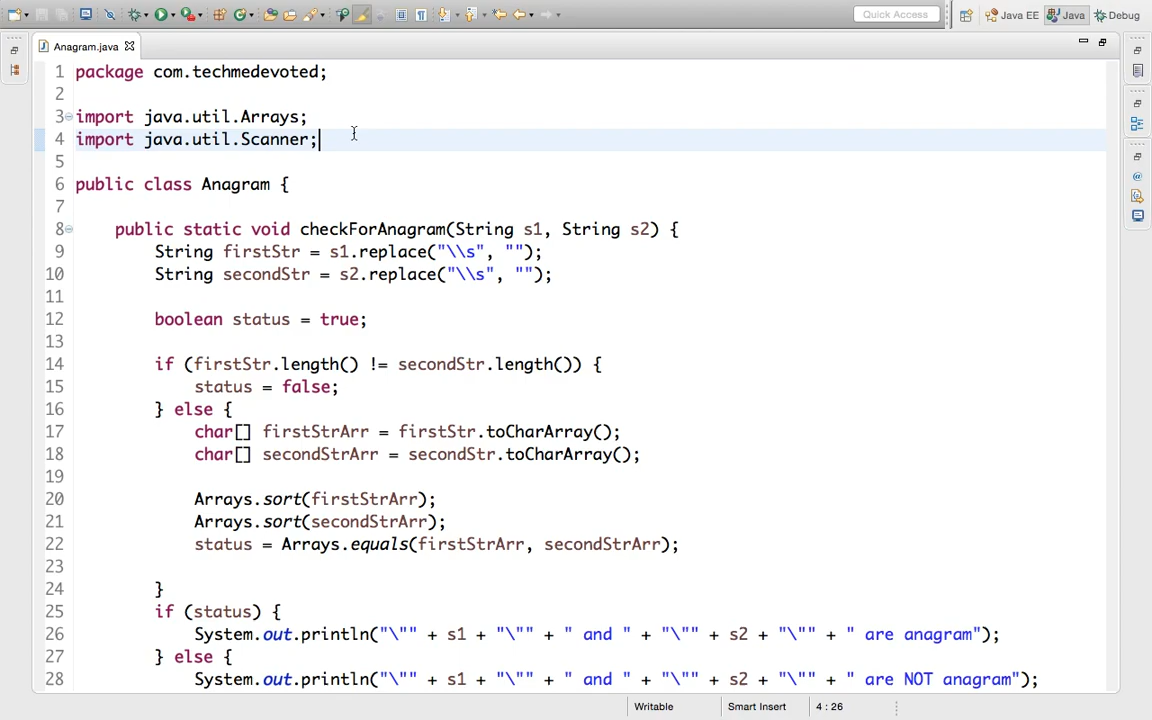 Quick Access
Java EE
Java
Debug
Anagram.java
1 package com.techmedevoted;
2
3 import java.util.Arrays;
4 import java.util.Scanner;
5
6 public class Anagram {
7
8 public static void checkForAnagram(String s1, String s2) {
9 String firstStr = s1.replace("\\s", "");
10 String secondStr = s2.replace("\\s", "");
11
12 boolean status = true;
13
14 if (firstStr.length() != secondStr.length()) {
15 status = false;
16 } else {
17 char[] firstStrArr = firstStr.toCharArray();
18 char[] secondStrArr = secondStr.toCharArray();
19
20 Arrays.sort(firstStrArr);
21 Arrays.sort(secondStrArr);
22 status = Arrays.equals(firstStrArr, secondStrArr);
23
24 }
25 if (status) {
26 System.out.println("\"" + s1 + "\"" + " and " + "\"" + s2 + "\"" + " are anagram");
27 } else {
28 System.out.println("\"" + s1 + "\"" + " and " + "\"" + s2 + "\"" + " are NOT anagram");
Writable
Smart Insert
4 : 26